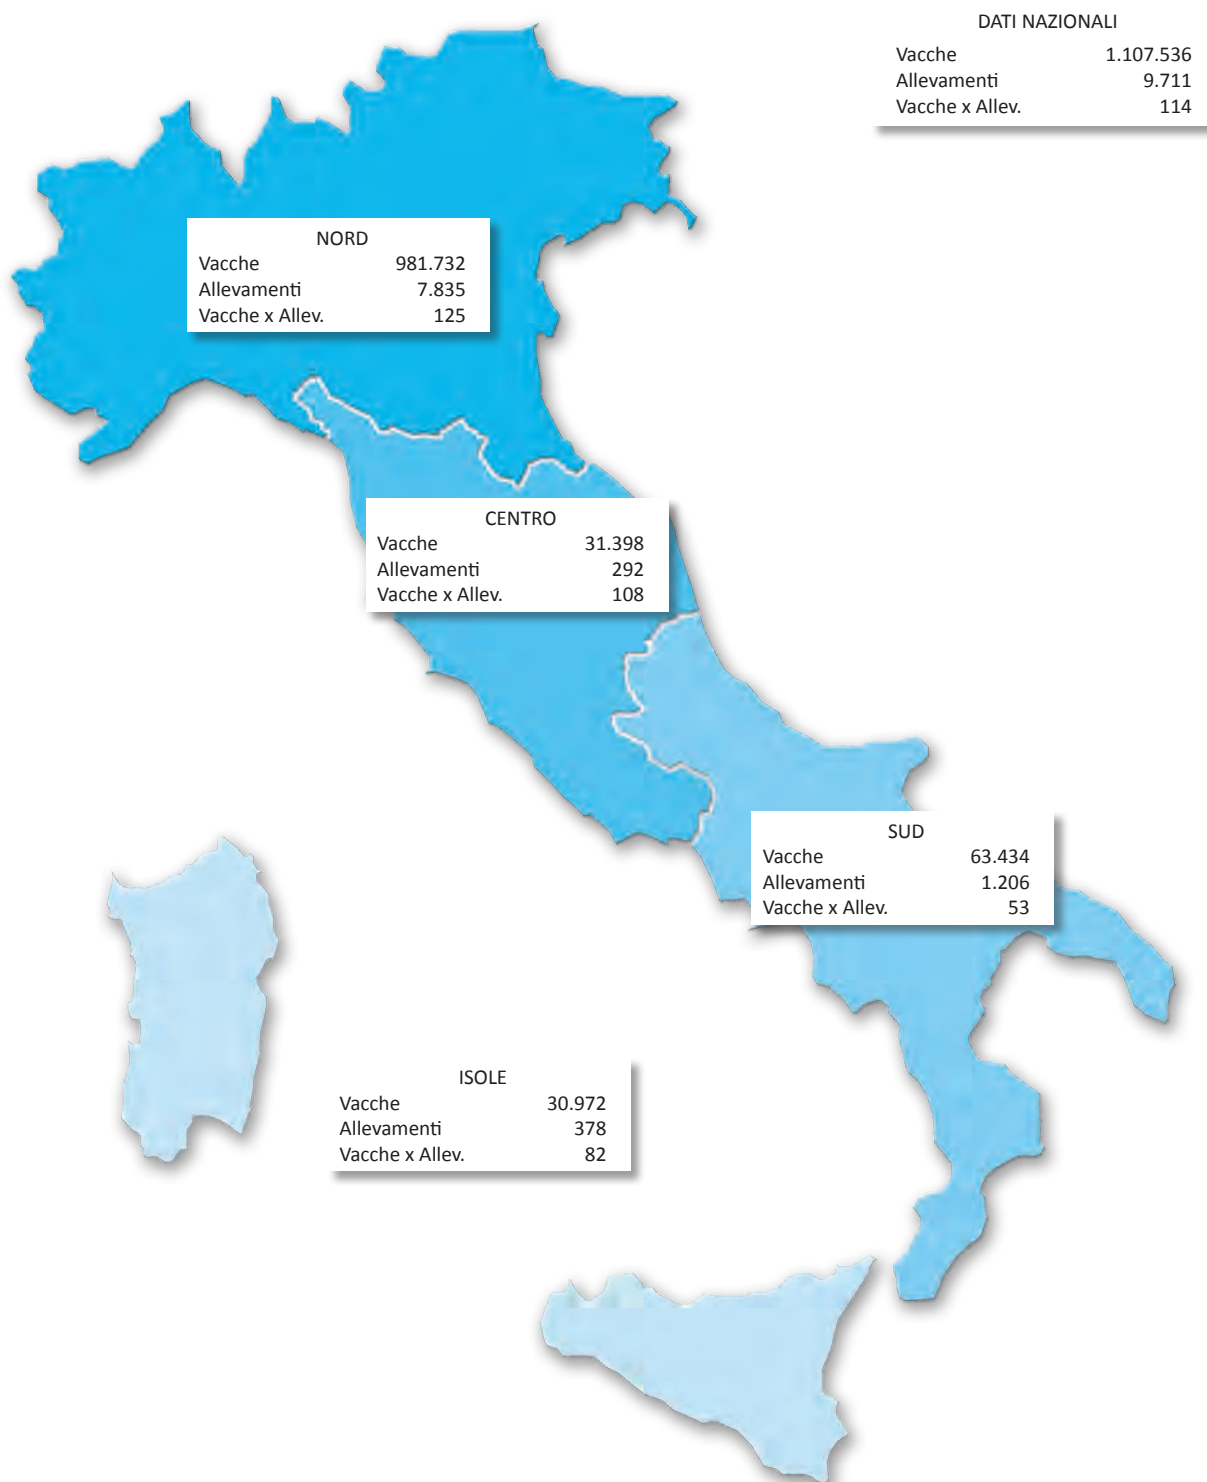 DATI NAZIONALI
Vacche 1.107.536
Allevamenti 9.711
Vacche x Allev. 114
NORD
Vacche 981.732
Allevamenti 7.835
Vacche x Allev. 125
CENTRO
Vacche 31.398
Allevamenti 292
Vacche x Allev. 108
SUD
Vacche 63.434
Allevamenti 1.206
Vacche x Allev. 53
ISOLE
Vacche 30.972
Allevamenti 378
Vacche x Allev. 82